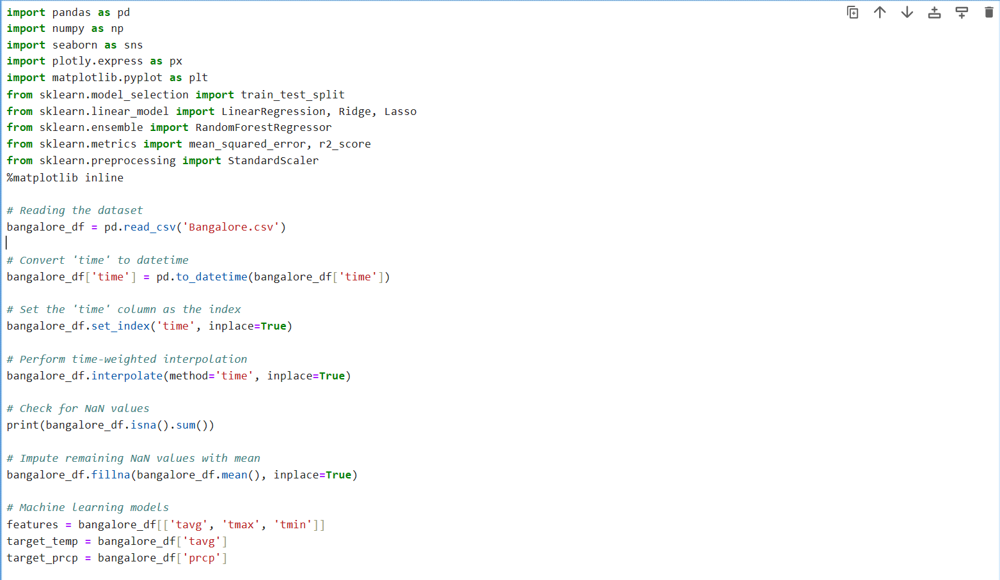 import pandas as pd
import numpy as np
import seaborn as sns
import plotly.express as px
import matplotlib.pyplot as plt
from sklearn.model_selection import train_test_split
from sklearn.linear_model import LinearRegression, Ridge, Lasso
from sklearn.ensemble import RandomForestRegressor
from sklearn.metrics import mean_squared_error, r2_score
from sklearn.preprocessing import StandardScaler
%matplotlib inline

# Reading the dataset
bangalore_df = pd.read_csv('Bangalore.csv')

# Convert 'time' to datetime
bangalore_df['time'] = pd.to_datetime(bangalore_df['time'])

# Set the 'time' column as the index
bangalore_df.set_index('time', inplace=True)

# Perform time-weighted interpolation
bangalore_df.interpolate(method='time', inplace=True)

# Check for NaN values
print(bangalore_df.isna().sum())

# Impute remaining NaN values with mean
bangalore_df.fillna(bangalore_df.mean(), inplace=True)

# Machine learning models
features = bangalore_df[['tavg', 'tmax', 'tmin']]
target_temp = bangalore_df['tavg']
target_prcp = bangalore_df['prcp']